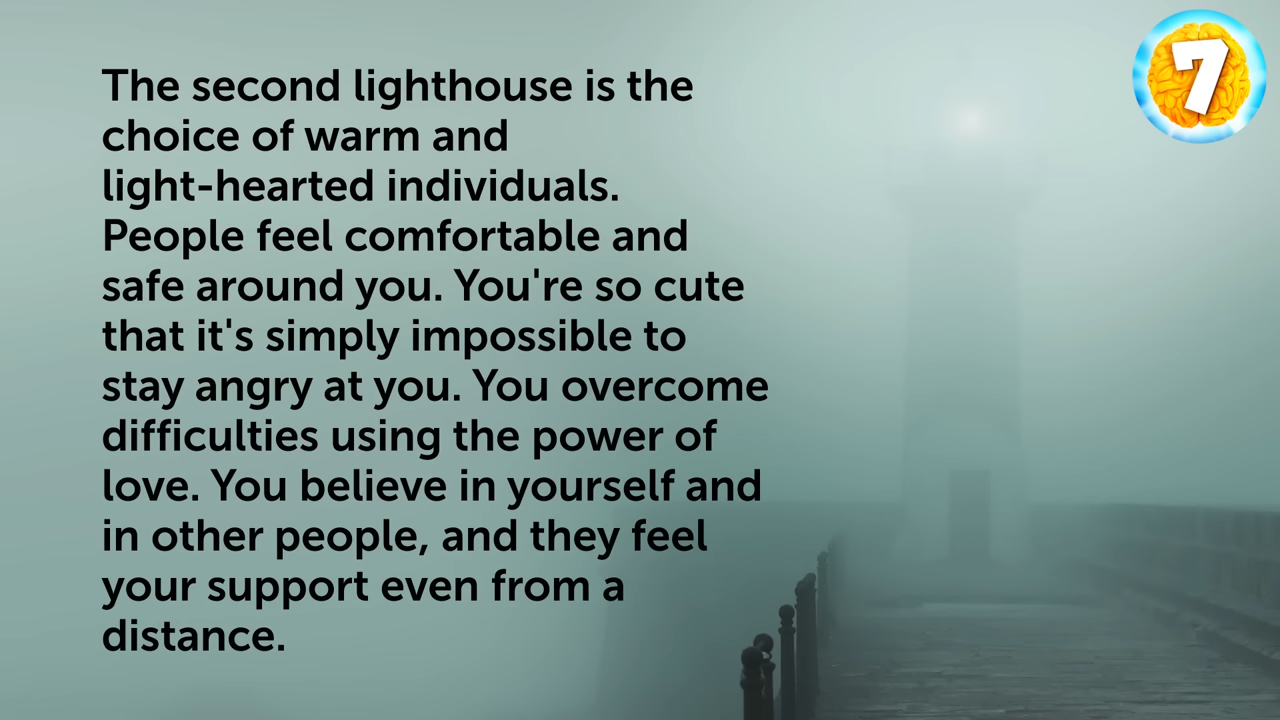 The second lighthouse is the
choice of warm and
light-hearted individuals.
People feel comfortable and
safe around you. You're so cute
that it's simply impossible to
stay angry at you. You overcome
difficulties using the power of
love. You believe in yourself and
in other people, and they feel
your support even from a
distance.
7